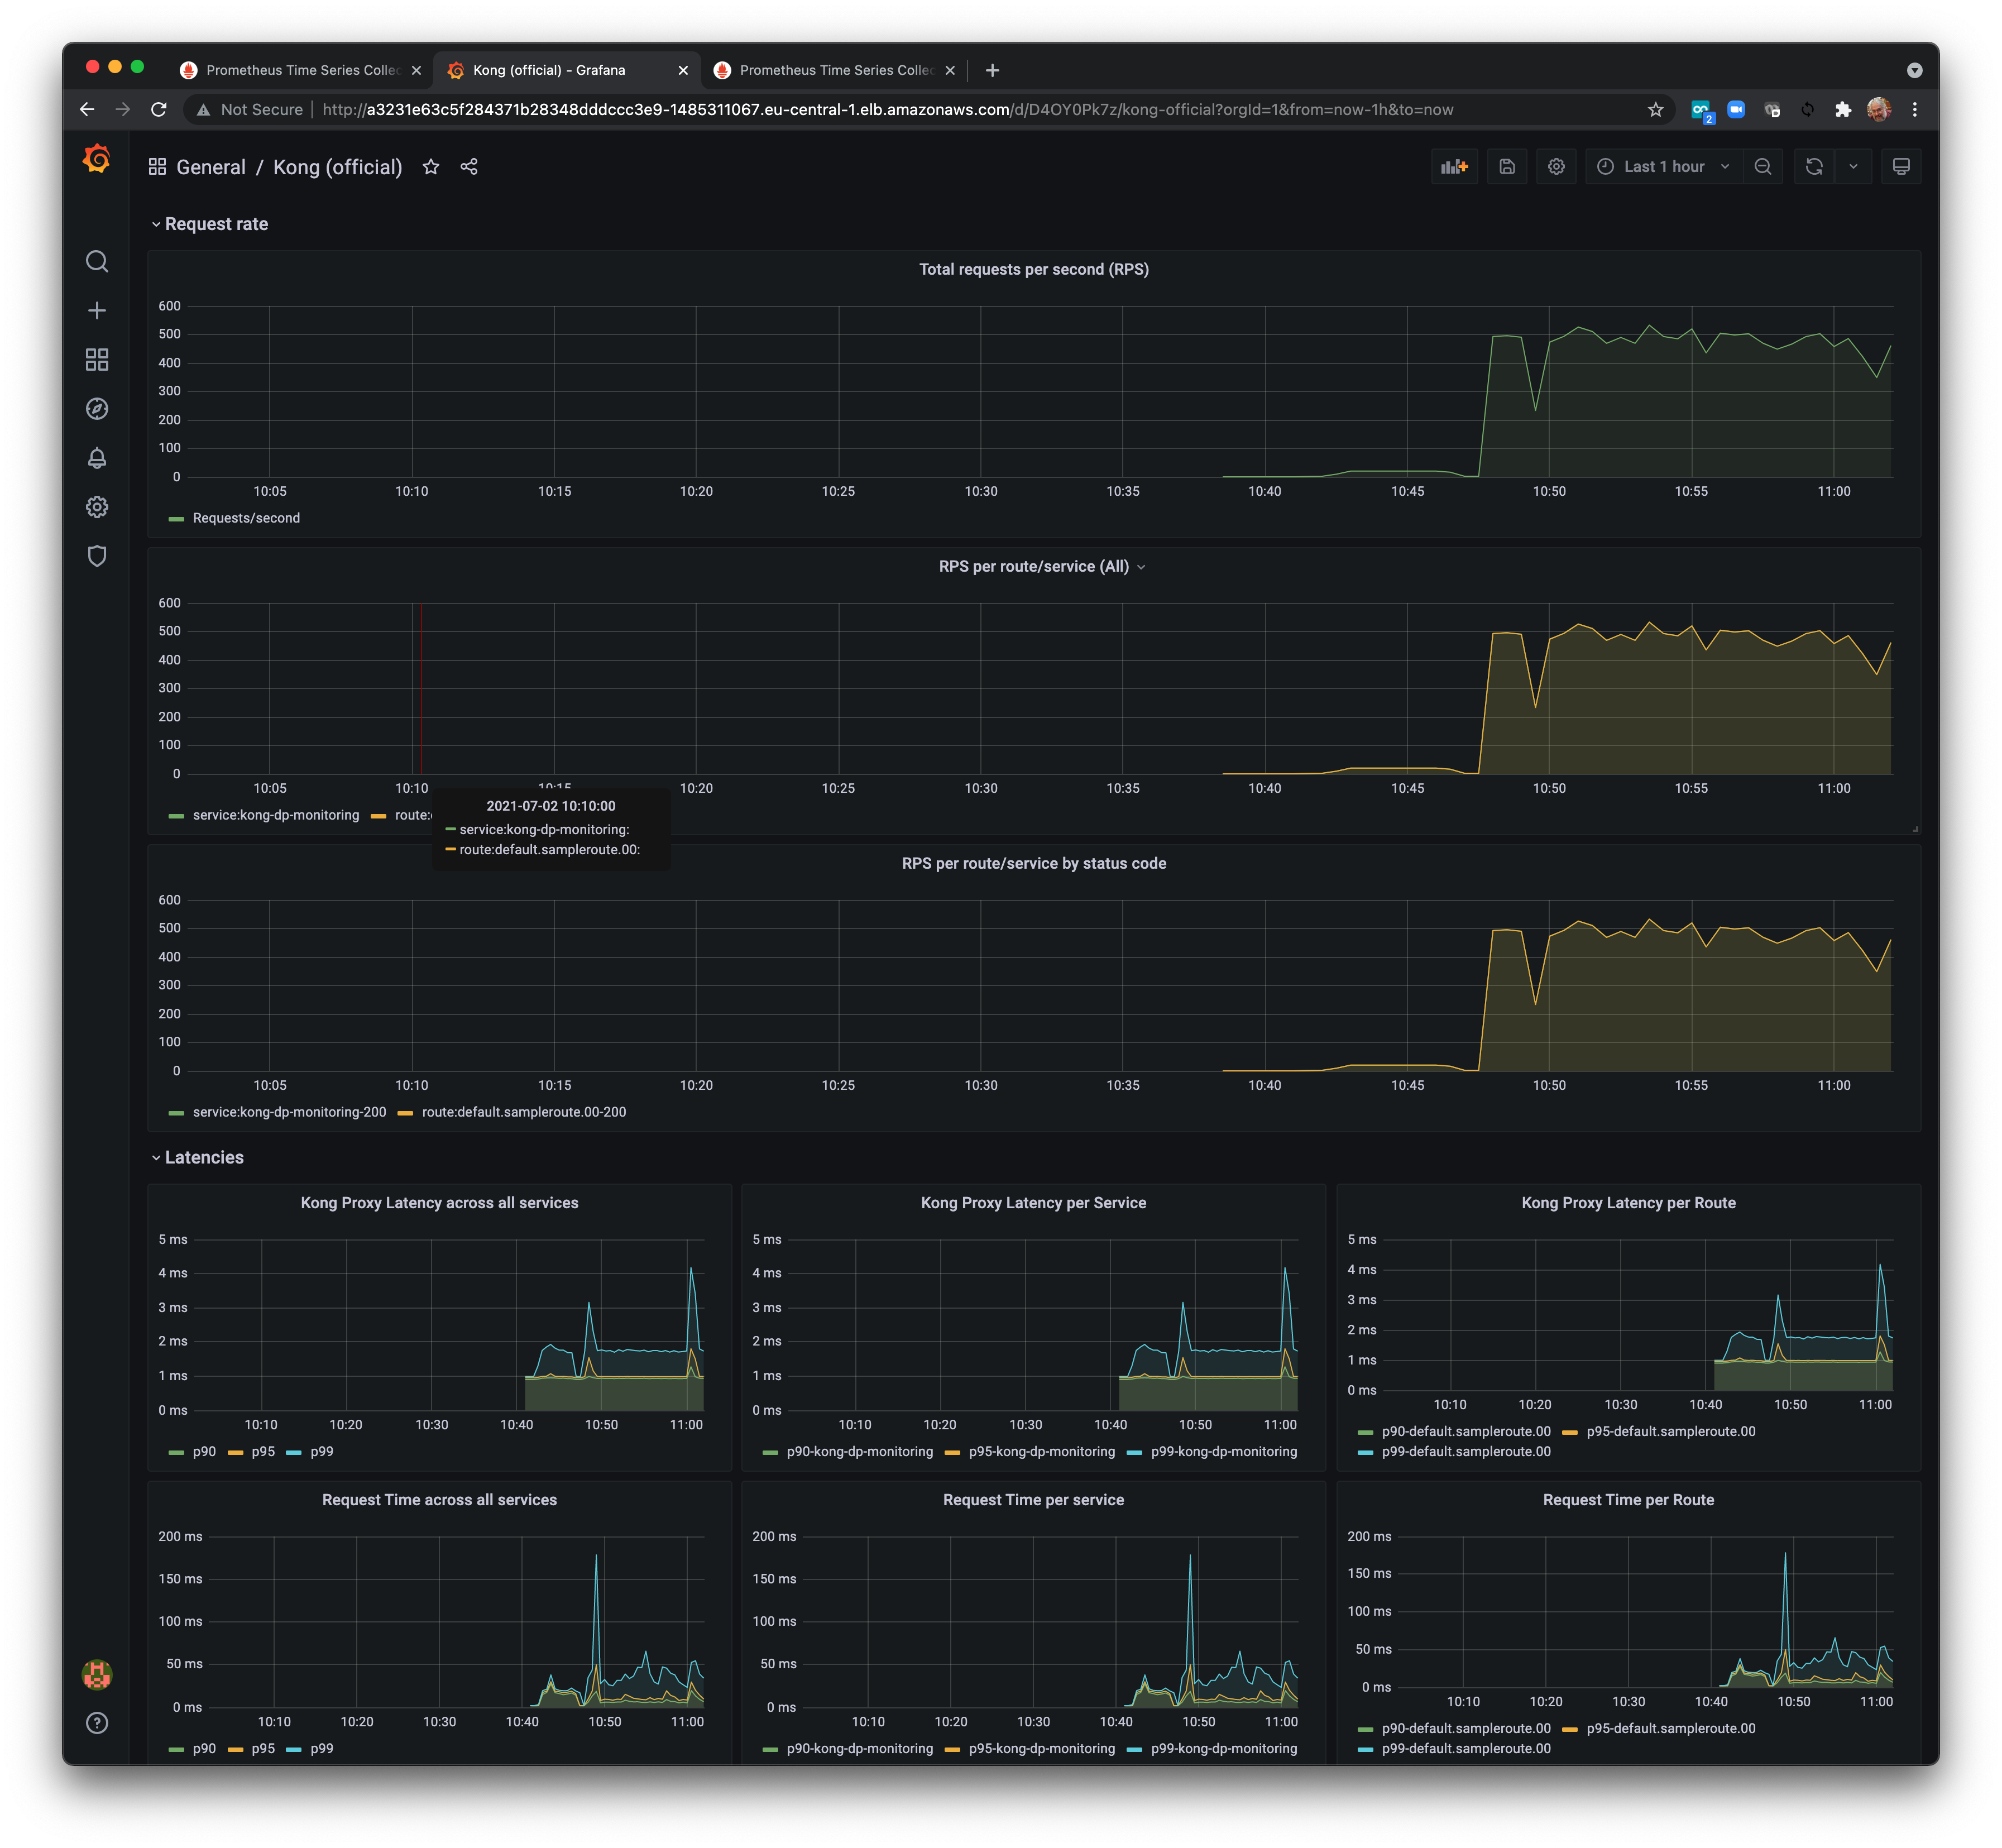 Prometheus Time Series Collec
Kong (official) - Grafana
Prometheus Time Series Collec
Not Secure
http://a3231e63c5f284371b28348dddccc3e9-1485311067.eu-central-1.elb.amazonaws.com/d/D4OY0Pk7z/kong-official?orgId=1&from=now-1h&to=now
2
General / Kong (official)
Last 1 hour
Request rate
Total requests per second (RPS)
600
500
400
300
200
100
0
10:05 10:10 10:15 10:20 10:25 10:30 10:35 10:40 10:45 10:50 10:55 11:00
Requests/second
RPS per route/service (All)
600
500
400
300
200
100
0
10:05 10:10 10:15 10:20 10:25 10:30 10:35 10:40 10:45 10:50 10:55 11:00
service:kong-dp-monitoring route:
2021-07-02 10:10:00
service:kong-dp-monitoring:
route:default.sampleroute.00:
RPS per route/service by status code
600
500
400
300
200
100
0
10:05 10:10 10:15 10:20 10:25 10:30 10:35 10:40 10:45 10:50 10:55 11:00
service:kong-dp-monitoring-200 route:default.sampleroute.00-200
Latencies
Kong Proxy Latency across all services
5 ms
4 ms
3 ms
2 ms
1 ms
0 ms
10:10 10:20 10:30 10:40 10:50 11:00
p90 p95 p99
Kong Proxy Latency per Service
5 ms
4 ms
3 ms
2 ms
1 ms
0 ms
10:10 10:20 10:30 10:40 10:50 11:00
p90-kong-dp-monitoring p95-kong-dp-monitoring p99-kong-dp-monitoring
Kong Proxy Latency per Route
5 ms
4 ms
3 ms
2 ms
1 ms
0 ms
10:10 10:20 10:30 10:40 10:50 11:00
p90-default.sampleroute.00 p95-default.sampleroute.00
p99-default.sampleroute.00
Request Time across all services
200 ms
150 ms
100 ms
50 ms
0 ms
10:10 10:20 10:30 10:40 10:50 11:00
p90 p95 p99
Request Time per service
200 ms
150 ms
100 ms
50 ms
0 ms
10:10 10:20 10:30 10:40 10:50 11:00
p90-kong-dp-monitoring p95-kong-dp-monitoring p99-kong-dp-monitoring
Request Time per Route
200 ms
150 ms
100 ms
50 ms
0 ms
10:10 10:20 10:30 10:40 10:50 11:00
p90-default.sampleroute.00 p95-default.sampleroute.00
p99-default.sampleroute.00